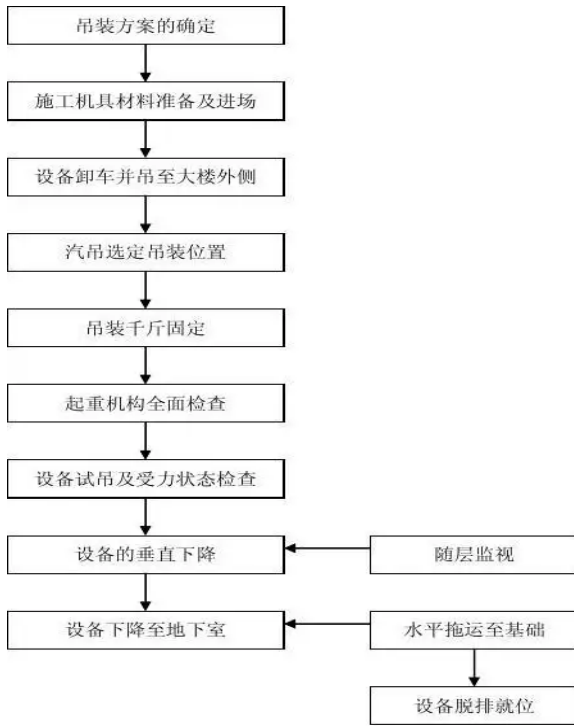 吊装方案的确定
施工机具材料准备及进场
设备卸车并吊至大楼外侧
汽吊选定吊装位置
吊装千斤固定
起重机构全面检查
设备试吊及受力状态检查
设备的垂直下降
随层监视
设备下降至地下室
水平拖运至基础
设备脱排就位